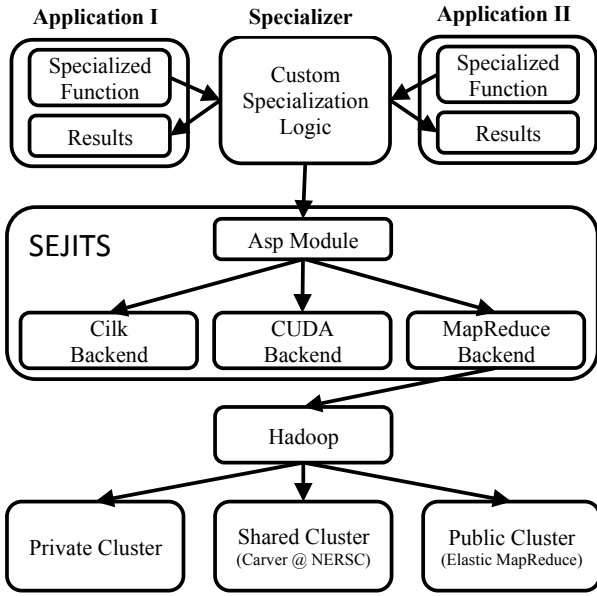 Application I
Specializer
Application II
Specialized
Function
Results
Custom
Specialization
Logic
Specialized
Function
Results
SEJITS
Asp Module
Cilk
Backend
CUDA
Backend
MapReduce
Backend
Hadoop
Private Cluster
Shared Cluster
(Carver @ NERSC)
Public Cluster
(Elastic MapReduce)